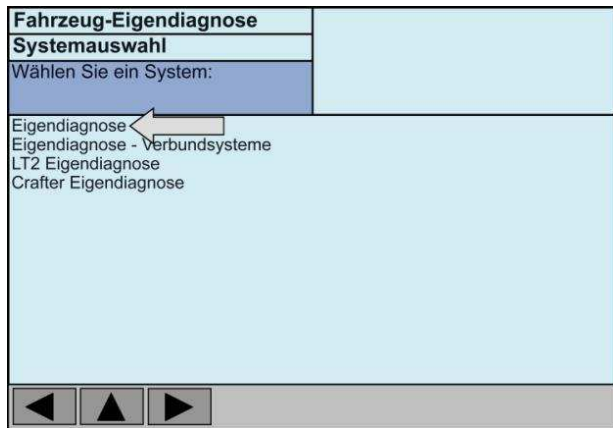 Fahrzeug-Eigendiagnose
Systemauswahl
Wählen Sie ein System:
Eigendiagnose
Eigendiagnose - Verbundsysteme
LT2 Eigendiagnose
Crafter Eigendiagnose